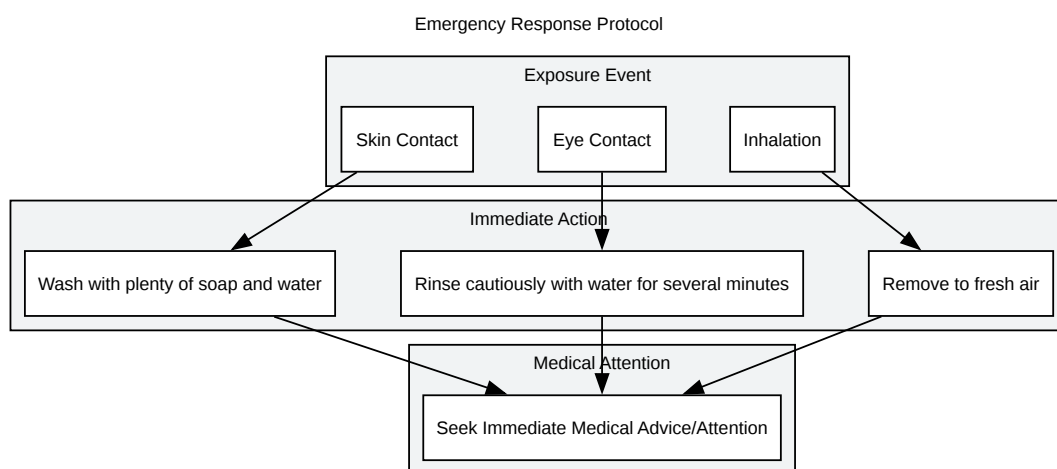 Emergency Response Protocol
Exposure Event
Skin Contact
Eye Contact
Inhalation
Immediate Action
Wash with plenty of soap and water
Rinse cautiously with water for several minutes
Remove to fresh air
Medical Attention
Seek Immediate Medical Advice/Attention